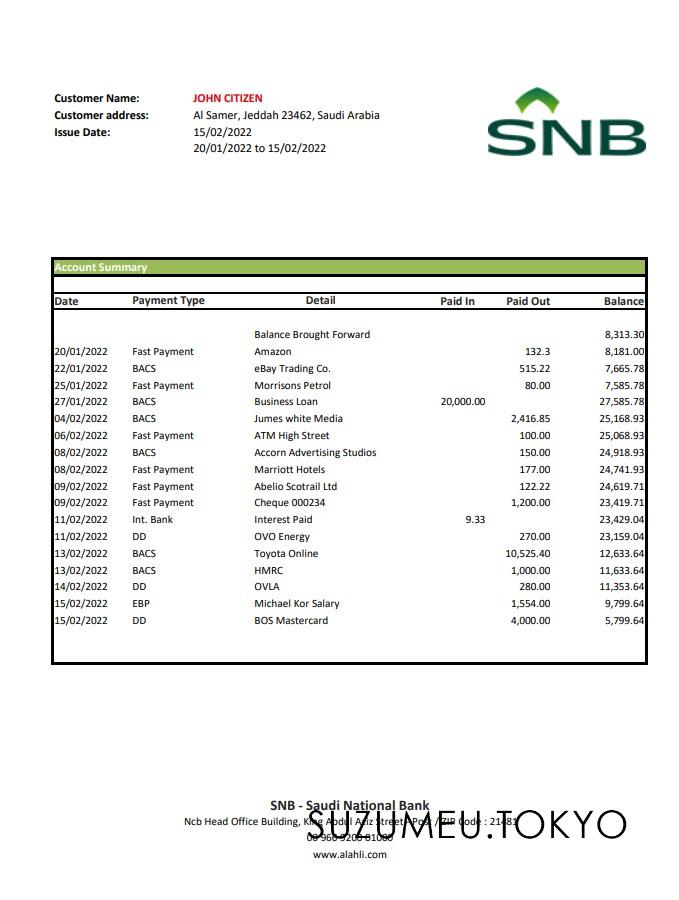 Customer Name: JOHN CITIZEN
Customer address: Al Samer, Jeddah 23462, Saudi Arabia
Issue Date: 15/02/2022
20/01/2022 to 15/02/2022
SNB
Account Summary
Date Payment Type Detail Paid In Paid Out Balance
Balance Brought Forward 8,313.30
20/01/2022 Fast Payment Amazon 132.3 8,181.00
22/01/2022 BACS eBay Trading Co. 515.22 7,665.78
25/01/2022 Fast Payment Morrisons Petrol 80.00 7,585.78
27/01/2022 BACS Business Loan 20,000.00 27,585.78
04/02/2022 BACS Jumes white Media 2,416.85 25,168.93
06/02/2022 Fast Payment ATM High Street 100.00 25,068.93
08/02/2022 BACS Accorn Advertising Studios 150.00 24,918.93
08/02/2022 Fast Payment Marriott Hotels 177.00 24,741.93
09/02/2022 Fast Payment Abelio Scotrail Ltd 122.22 24,619.71
09/02/2022 Fast Payment Cheque 000234 1,200.00 23,419.71
11/02/2022 Int. Bank Interest Paid 9.33 23,429.04
11/02/2022 DD OVO Energy 270.00 23,159.04
13/02/2022 BACS Toyota Online 10,525.40 12,633.64
13/02/2022 BACS HMRC 1,000.00 11,633.64
14/02/2022 DD OVLA 280.00 11,353.64
15/02/2022 EBP Michael Kor Salary 1,554.00 9,799.64
15/02/2022 DD BOS Mastercard 4,000.00 5,799.64
SNB - Saudi National Bank
Ncb Head Office Building, King Abdul Aziz Street - Post / ZIP Code : 21481
SUZUMEU.TOKYO
00 966 9200 01000
www.alahli.com